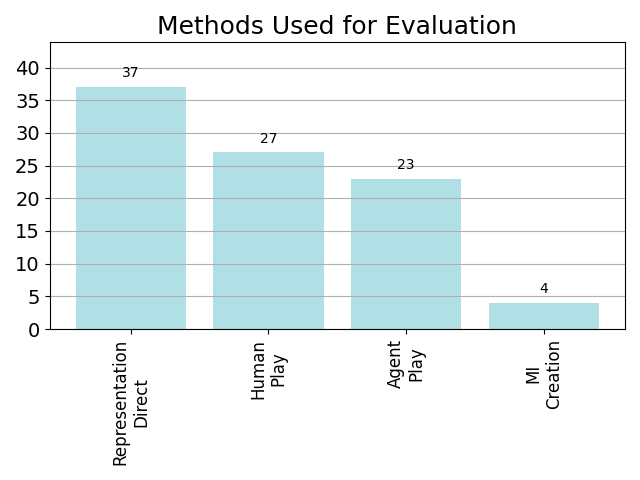 Methods Used for Evaluation
40
35
30
25
20
15
10
5
0
37
27
23
4
Representation
Direct
Human
Play
Agent
Play
MI
Creation